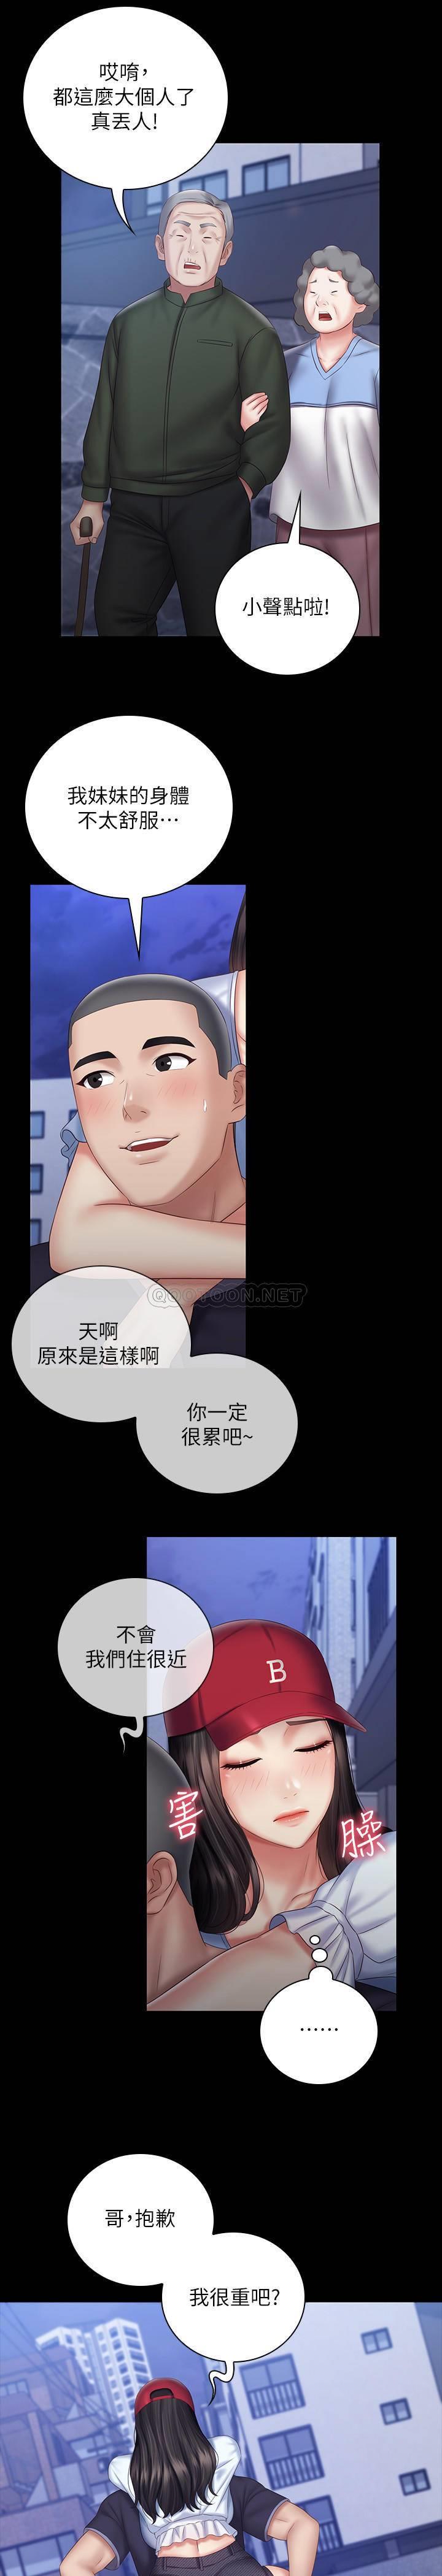 哎唷，
都這麼大個人了
真丟人！
小聲點啦！
我妹妹的身體
不太舒服…
TOON.NET
天啊
原來是這樣啊
你一定
很累吧~
不會
我們住很近
B
害
臊
……
哥，抱歉
我很重吧？